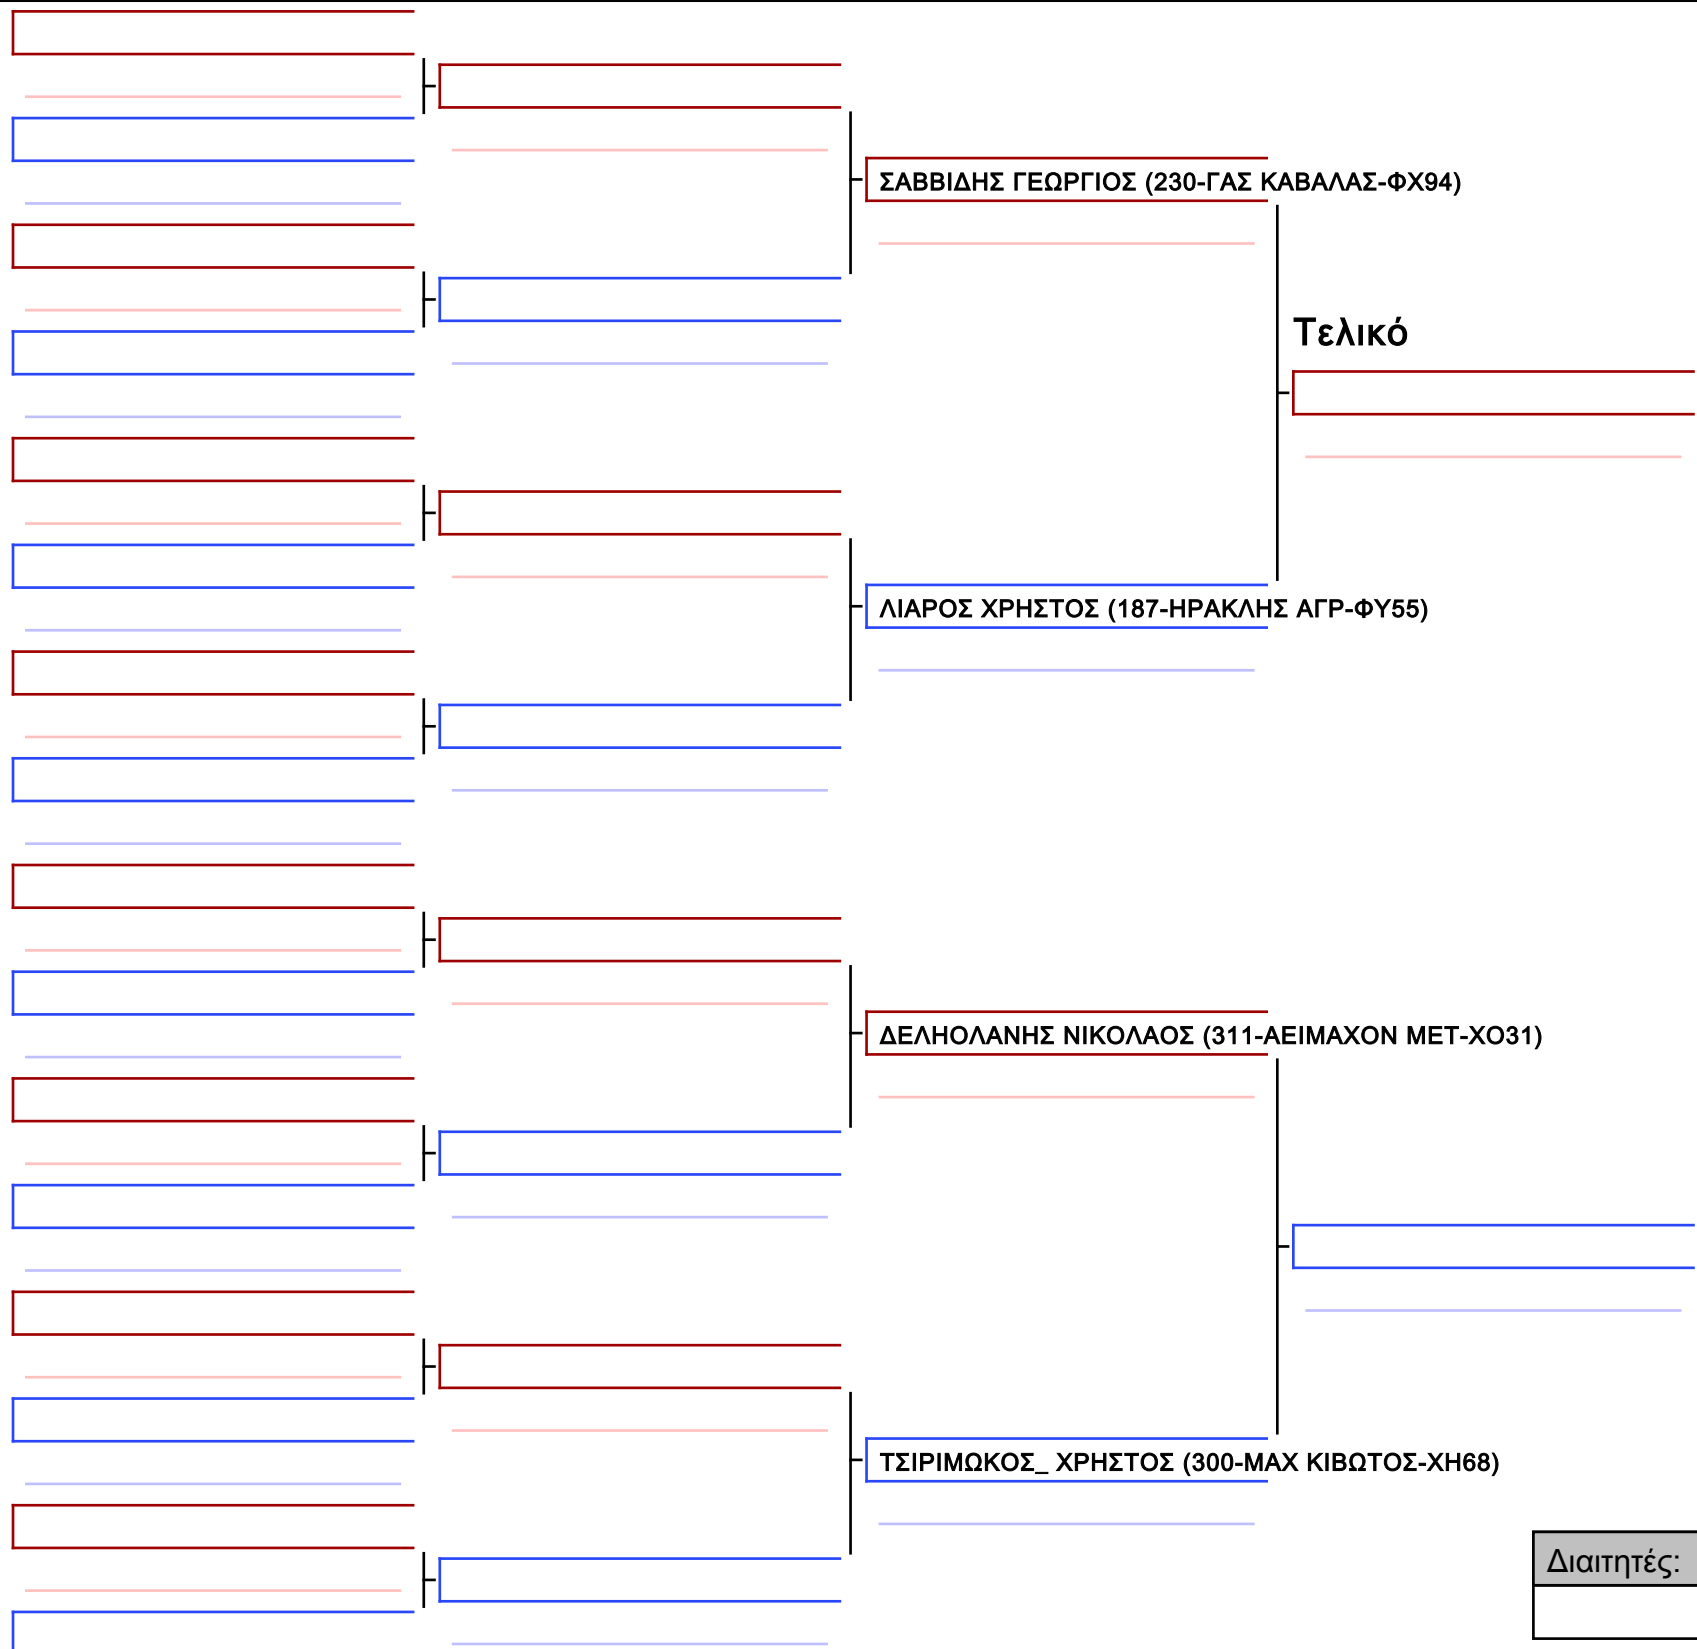 ΣΑΒΒΙΔΗΣ ΓΕΩΡΓΙΟΣ (230-ΓΑΣ ΚΑΒΑΛΑΣ-ΦΧ94)
Τελικό
ΛΙΑΡΟΣ ΧΡΗΣΤΟΣ (187-ΗΡΑΚΛΗΣ ΑΓΡ-ΦΥ55)
ΔΕΛΗΟΛΑΝΗΣ ΝΙΚΟΛΑΟΣ (311-ΑΕΙΜΑΧΟΝ ΜΕΤ-ΧΟ31)
ΤΣΙΡΙΜΩΚΟΣ_ ΧΡΗΣΤΟΣ (300-ΜΑΧ ΚΙΒΩΤΟΣ-ΧΗ68)
Διαιτητές: